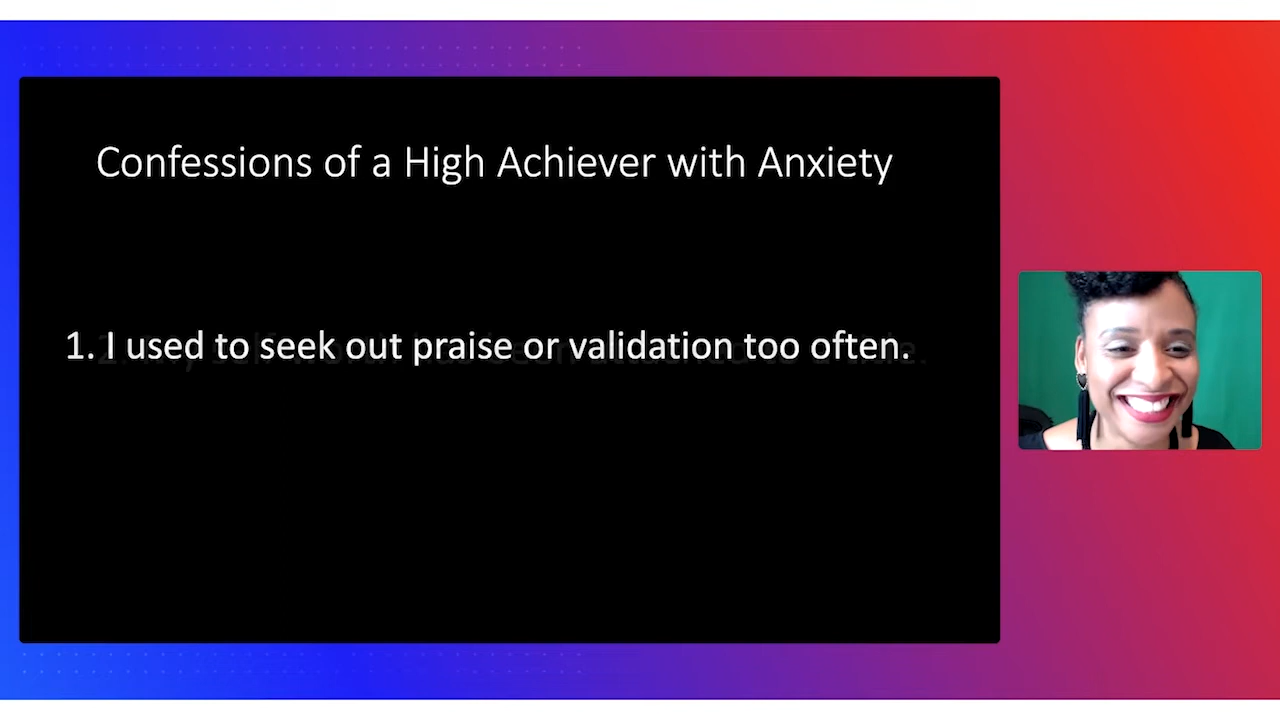 Confessions of a High Achiever with Anxiety
1. I used to seek out praise or validation too often.